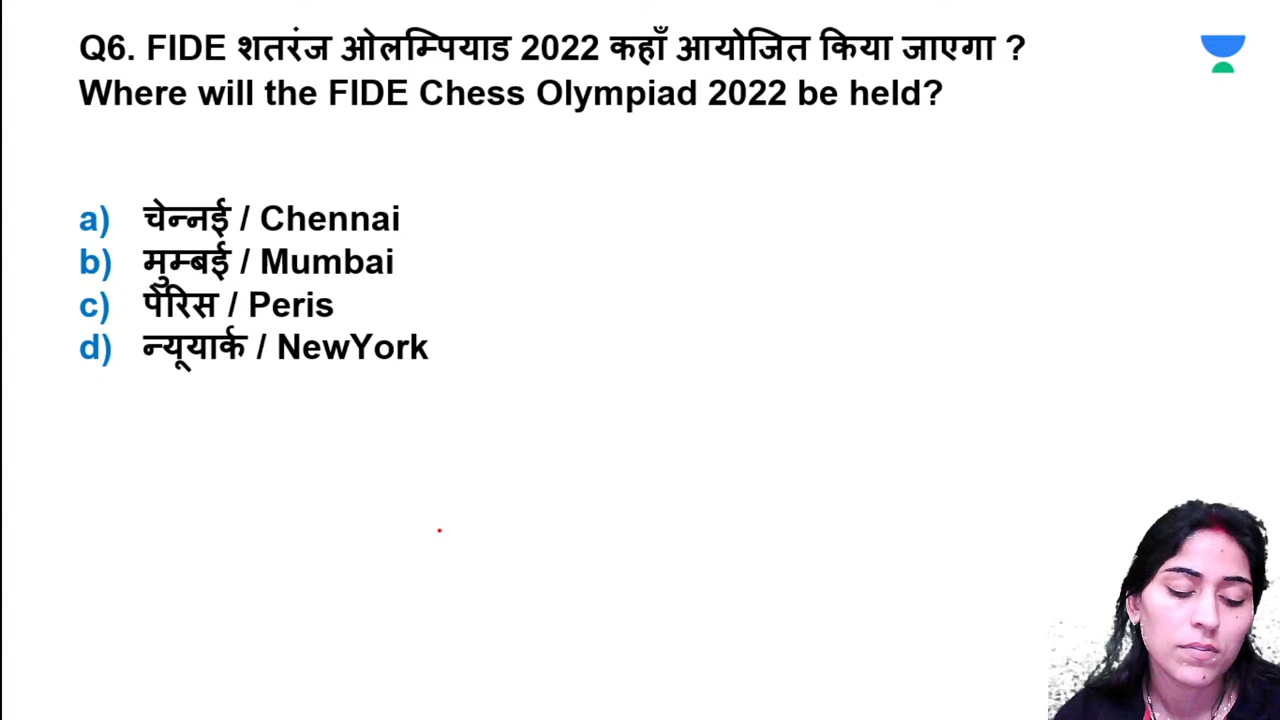 Q6. FIDE शतरंज ओलम्पियाड 2022 कहाँ आयोजित किया जाएगा ?
Where will the FIDE Chess Olympiad 2022 be held?
a) चेन्नई / Chennai
b) मुम्बई / Mumbai
c) पेरिस / Peris
d) न्यूयार्क / NewYork